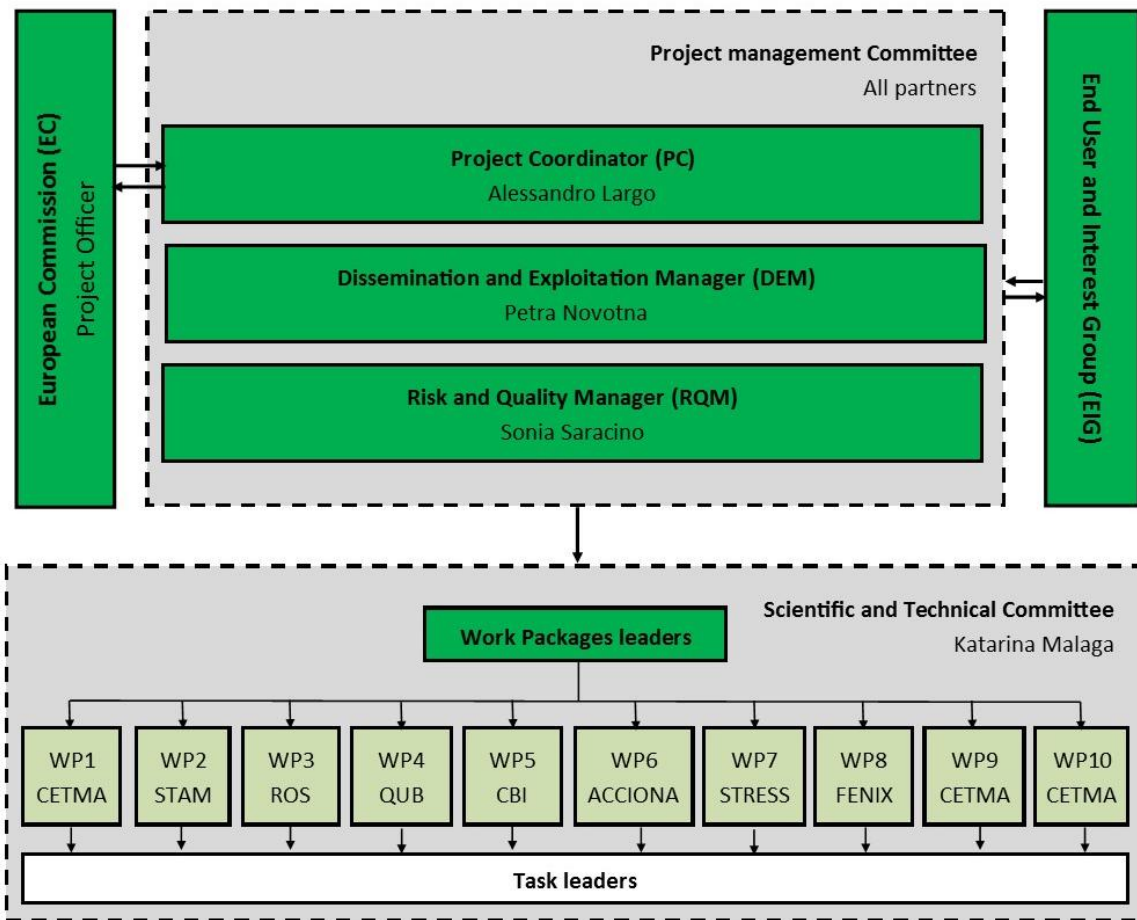 European Commission (EC)
Project Officer
Project management Committee
All partners
Project Coordinator (PC)
Alessandro Largo
Dissemination and Exploitation Manager (DEM)
Petra Novotna
Risk and Quality Manager (RQM)
Sonia Saracino
End User and Interest Group (EIG)
Scientific and Technical Committee
Katarina Malaga
Work Packages leaders
WP1
CETMA
WP2
STAM
WP3
ROS
WP4
QUB
WP5
CBI
WP6
ACCIONA
WP7
STRESS
WP8
FENIX
WP9
CETMA
WP10
CETMA
Task leaders